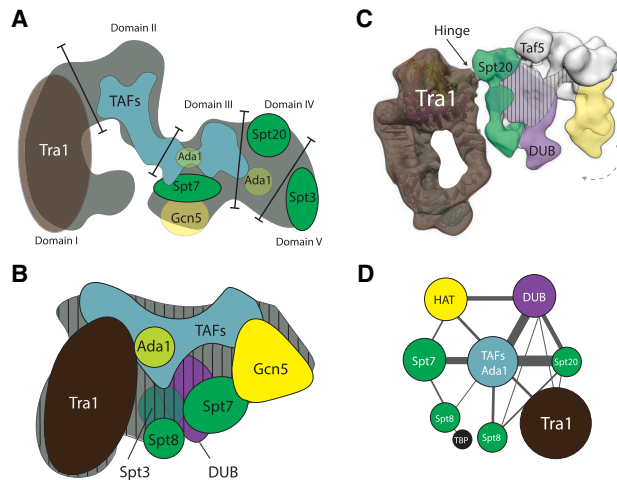 A
Domain II
TAFs
Domain III
Domain IV
Spt20
Tra1
Ada1
Ada1
Spt7
Spt3
Gcn5
Domain I
Domain V
C
Hinge
Spt20
Taf5
Tra1
DUB
B
TAFs
Ada1
Gcn5
Tra1
Spt7
Spt8
Spt3
DUB
D
HAT
DUB
Spt7
TAFs
Ada1
Spt20
Spt8
TBP
Spt8
Tra1